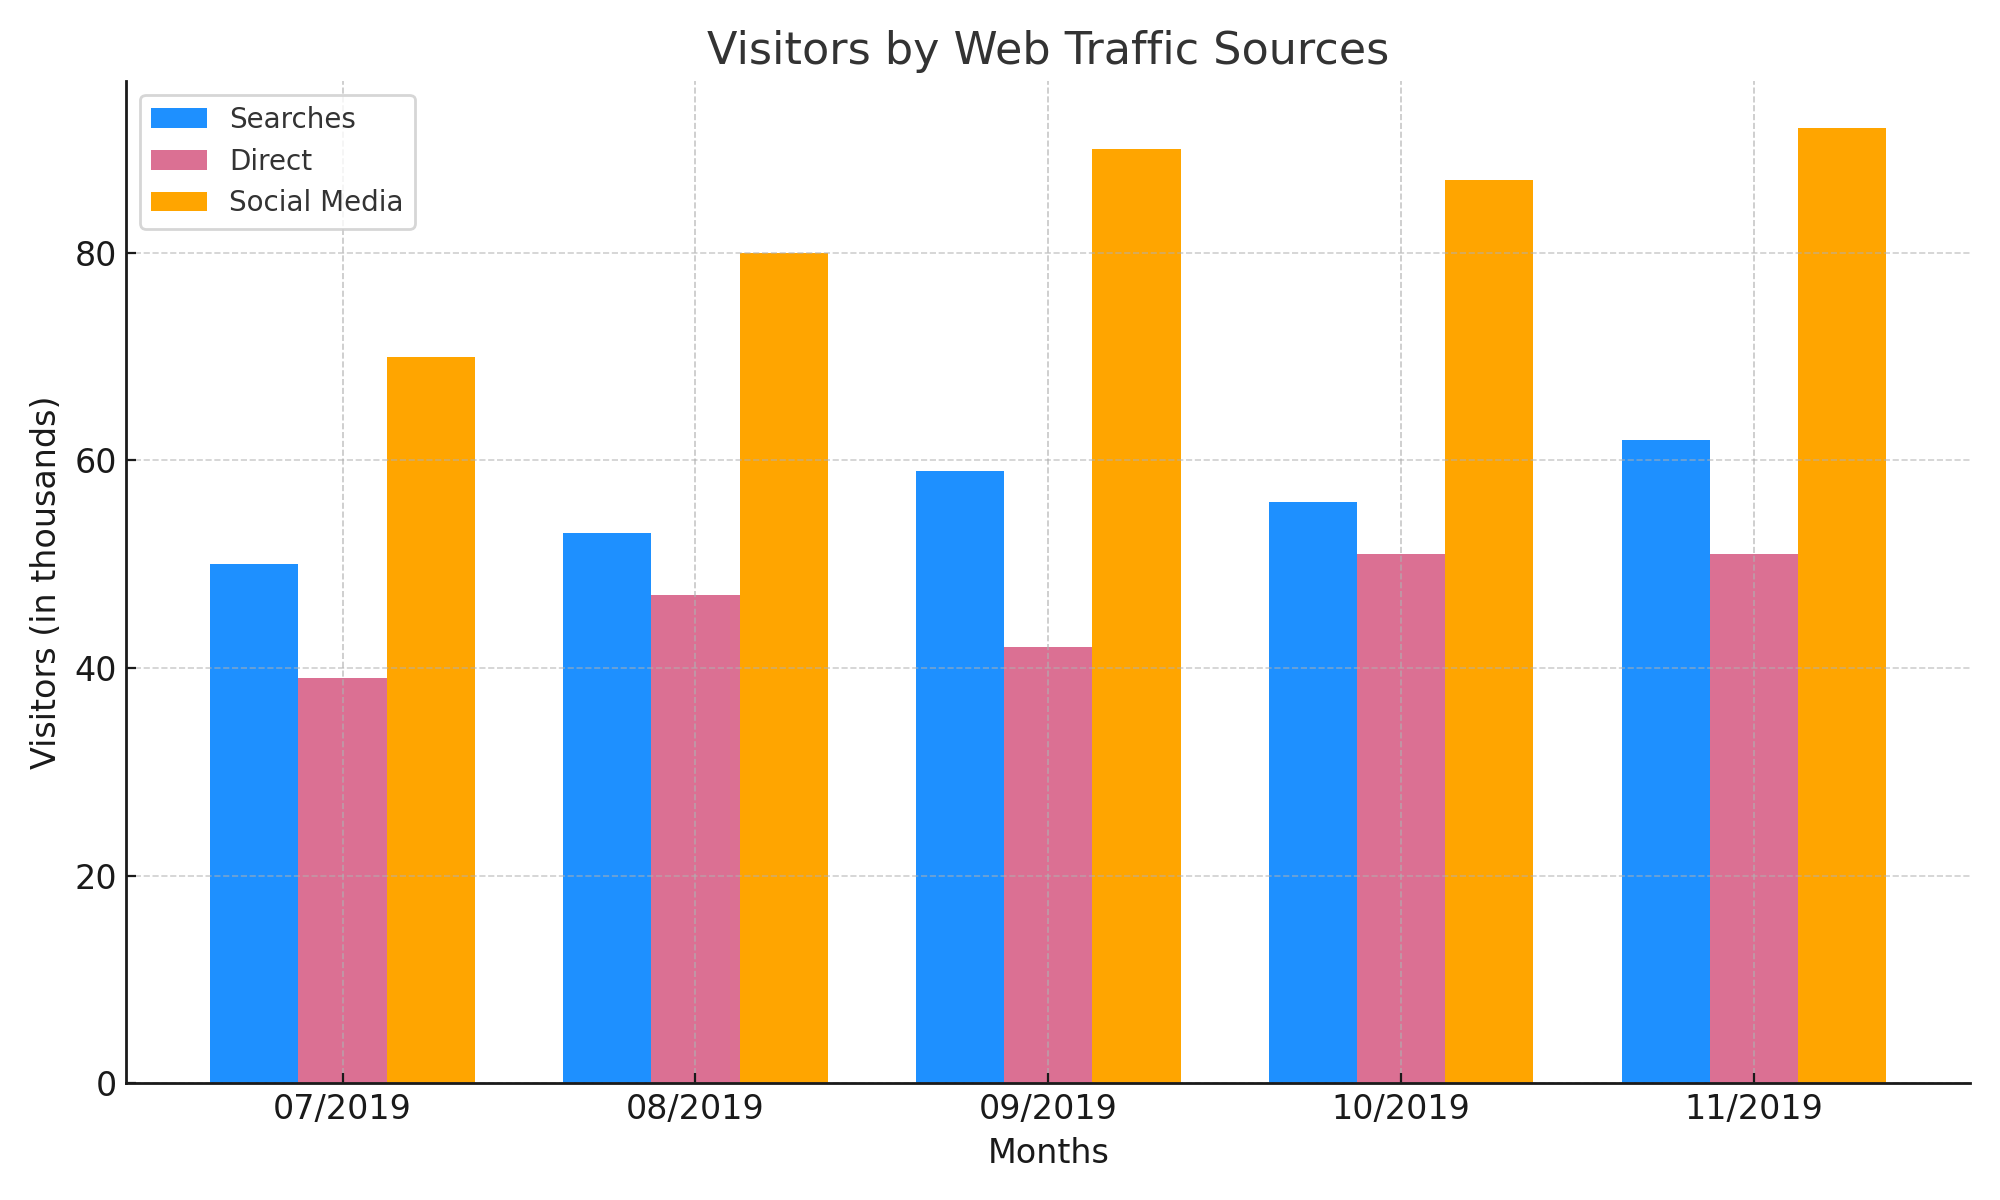 Visitors by Web Traffic Sources
Searches
Direct
Social Media
Visitors (in thousands)
80
60
40
20
0
07/2019 08/2019 09/2019 10/2019 11/2019
Months